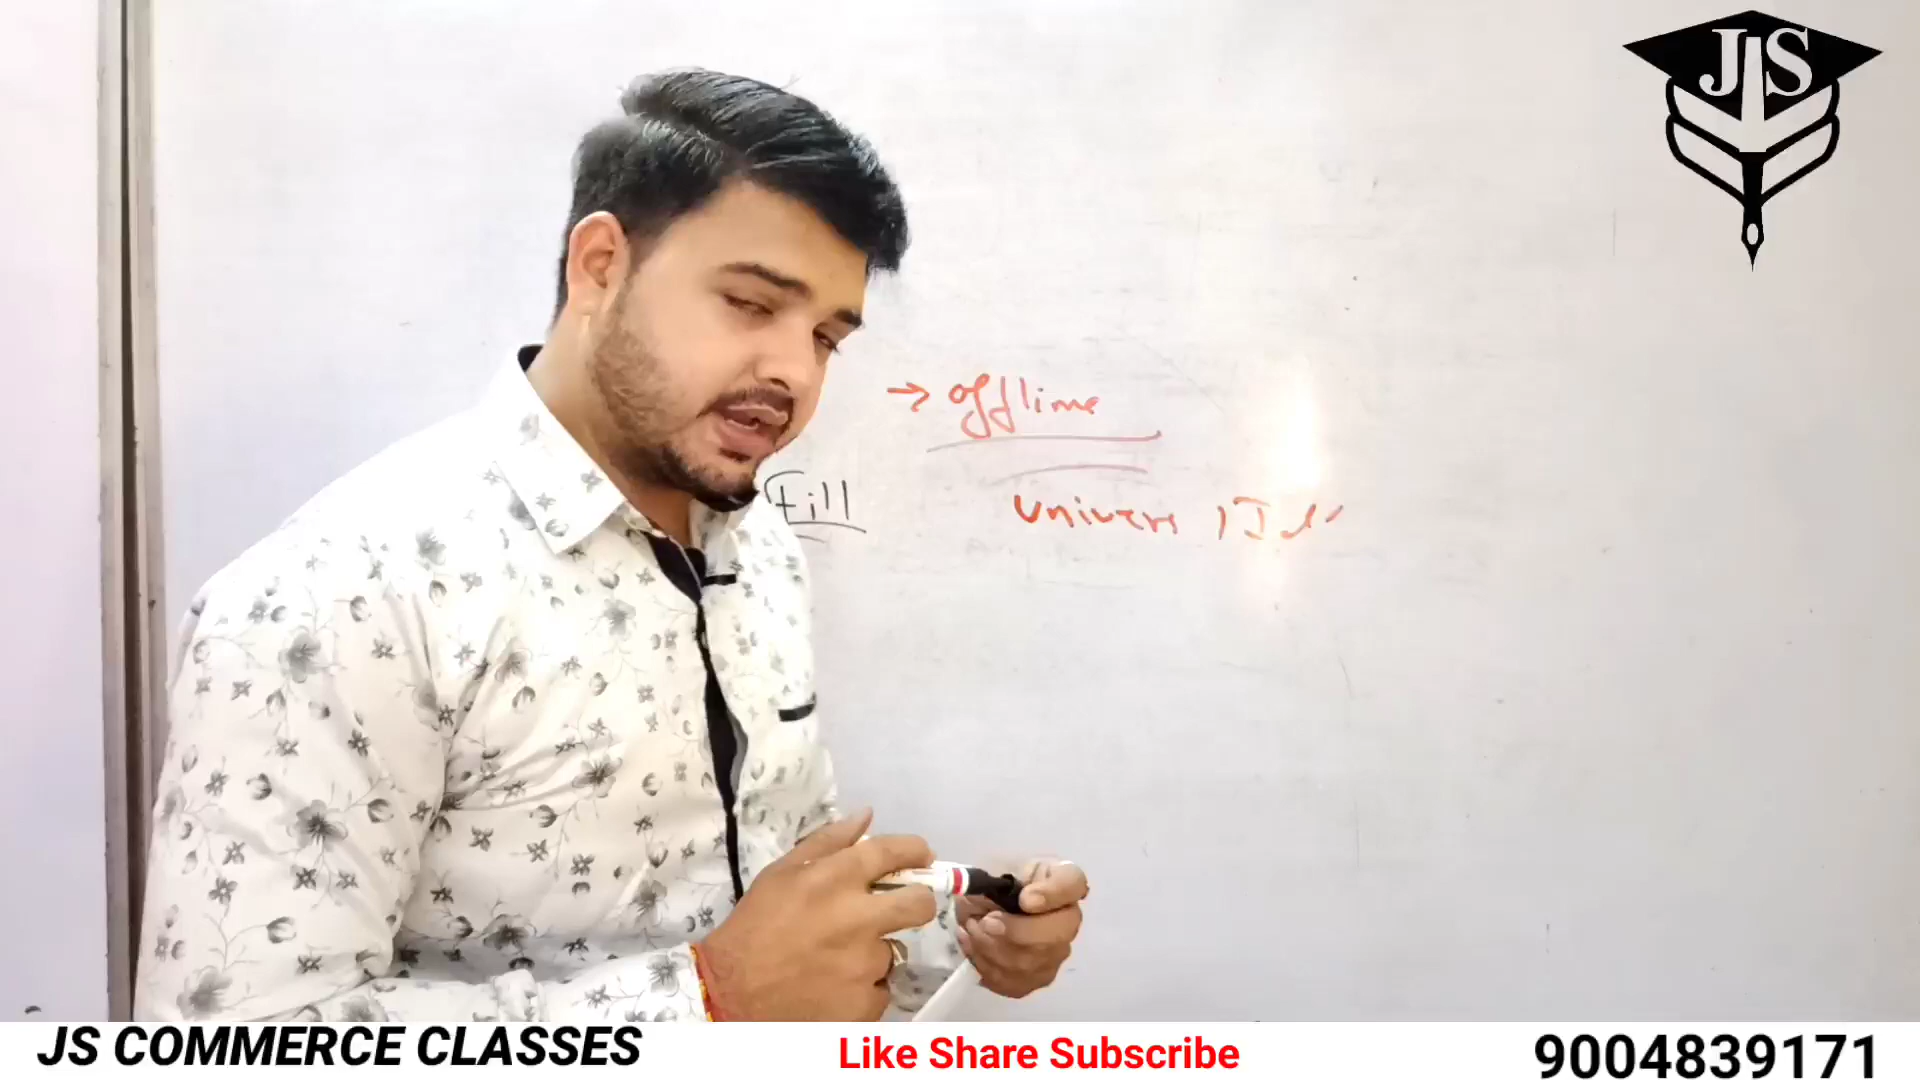 JS
→ offline
Fill
JS COMMERCE CLASSES
Like Share Subscribe
9004839171